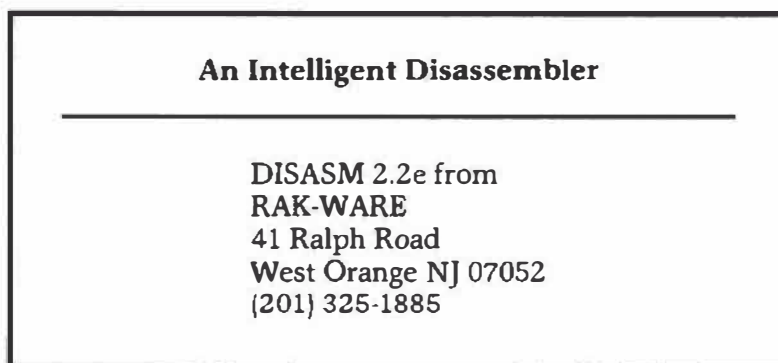 An Intelligent Disassembler
DISASM 2.2e from
RAK-WARE
41 Ralph Road
West Orange NJ 07052
(201) 325-1885